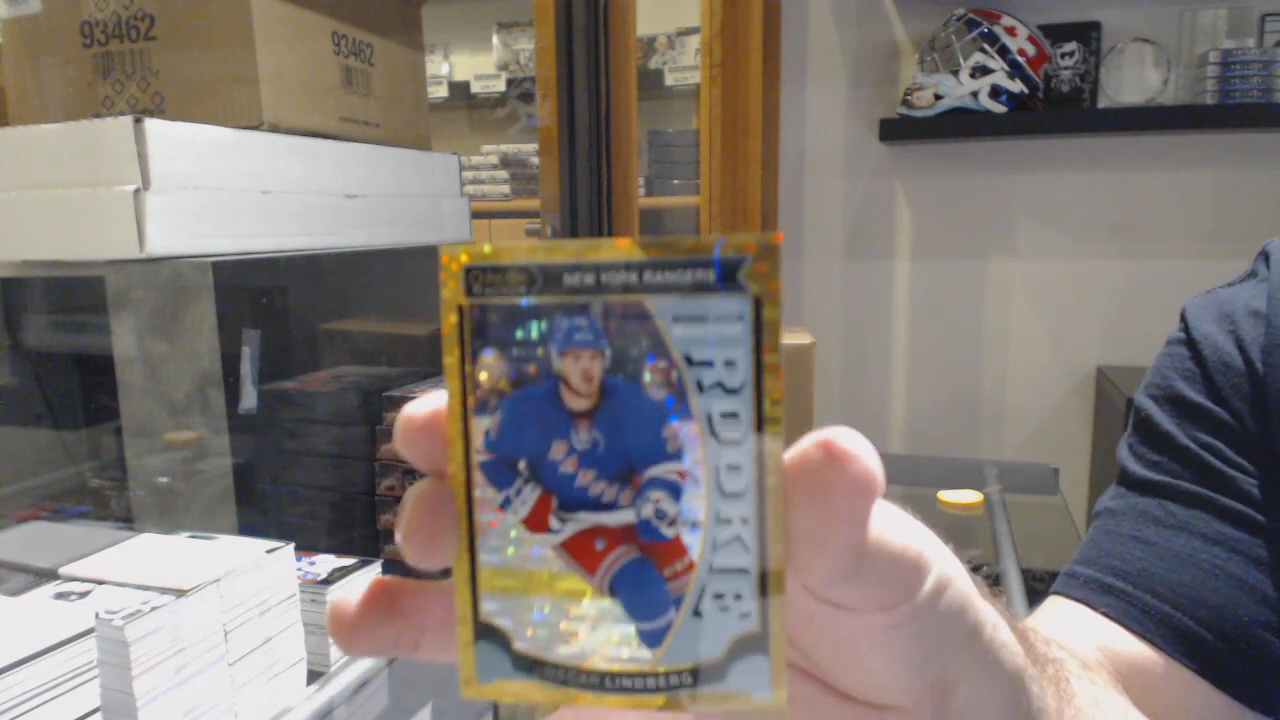 93462
93462
NEW YORK RANGERS
ROOKIE
OSCAR LINDBERG